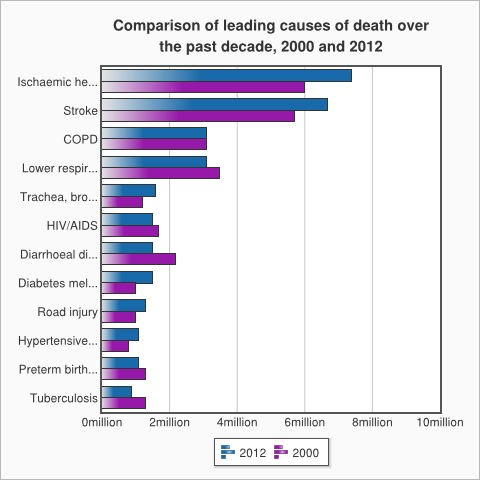 Comparison of leading causes of death over
the past decade, 2000 and 2012
Ischaemic he...
Stroke
COPD
Lower respir...
Trachea, bro...
HIV/AIDS
Diarrhoeal di...
Diabetes mel...
Road injury
Hypertensive...
Preterm birth...
Tuberculosis
0million 2million 4million 6million 8million 10million
2012 2000